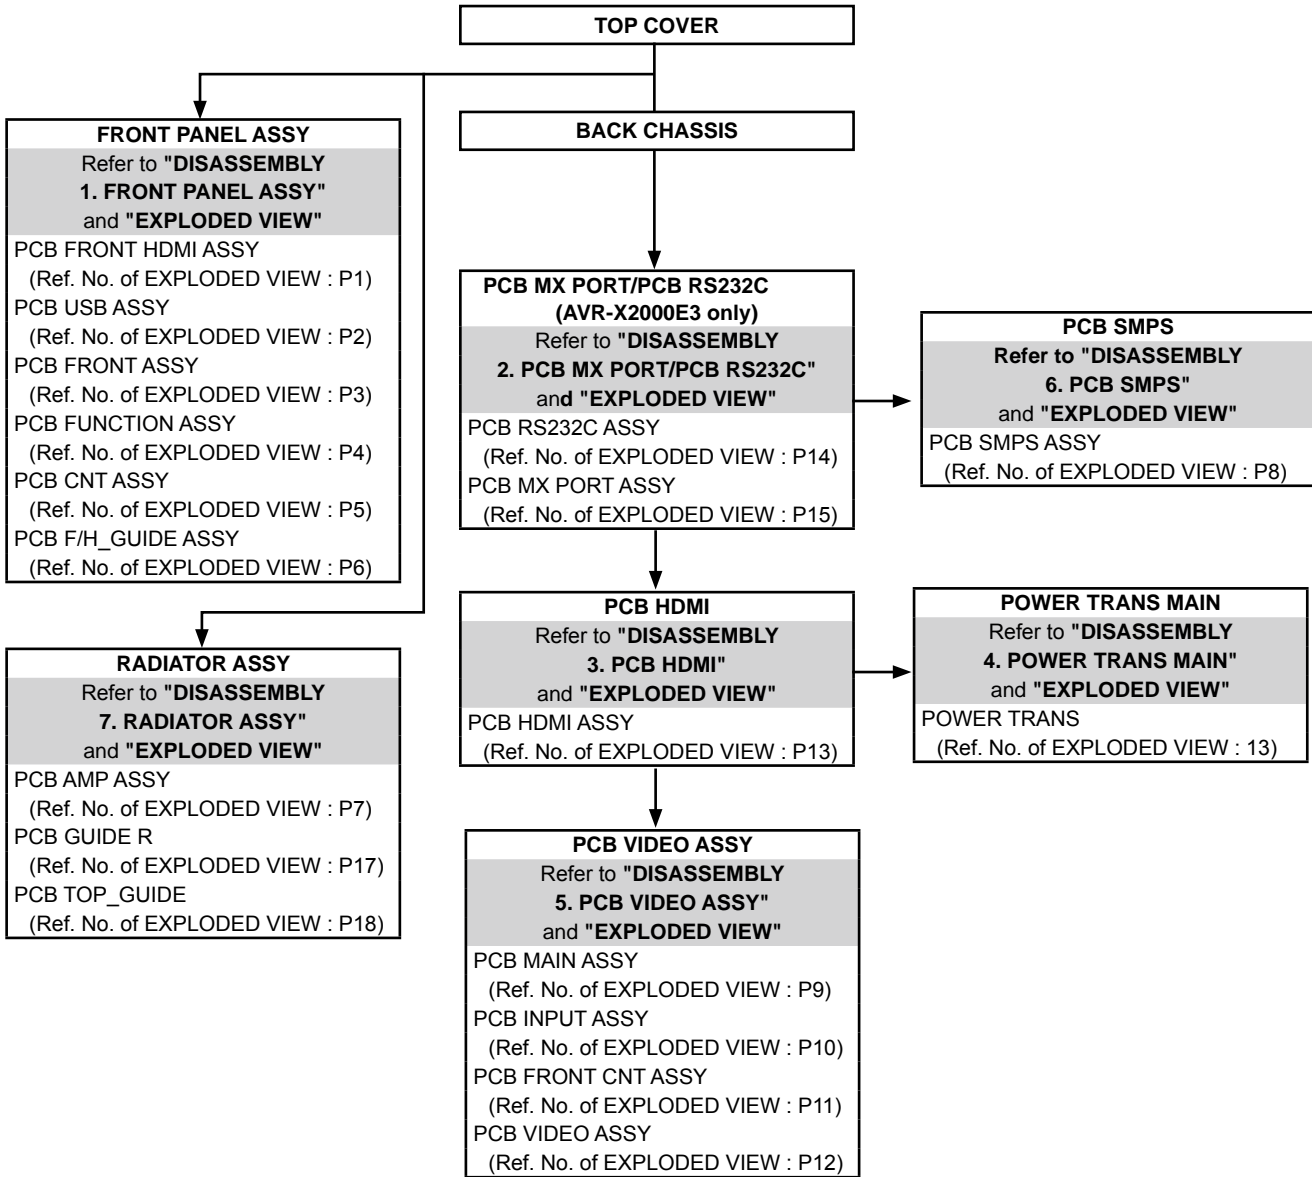 TOP COVER
FRONT PANEL ASSY
Refer to "DISASSEMBLY
1. FRONT PANEL ASSY"
and "EXPLODED VIEW"
PCB FRONT HDMI ASSY
(Ref. No. of EXPLODED VIEW : P1)
PCB USB ASSY
(Ref. No. of EXPLODED VIEW : P2)
PCB FRONT ASSY
(Ref. No. of EXPLODED VIEW : P3)
PCB FUNCTION ASSY
(Ref. No. of EXPLODED VIEW : P4)
PCB CNT ASSY
(Ref. No. of EXPLODED VIEW : P5)
PCB F/H_GUIDE ASSY
(Ref. No. of EXPLODED VIEW : P6)
RADIATOR ASSY
Refer to "DISASSEMBLY
7. RADIATOR ASSY"
and "EXPLODED VIEW"
PCB AMP ASSY
(Ref. No. of EXPLODED VIEW : P7)
PCB GUIDE R
(Ref. No. of EXPLODED VIEW : P17)
PCB TOP_GUIDE
(Ref. No. of EXPLODED VIEW : P18)
BACK CHASSIS
PCB MX PORT/PCB RS232C
(AVR-X2000E3 only)
Refer to "DISASSEMBLY
2. PCB MX PORT/PCB RS232C"
and "EXPLODED VIEW"
PCB RS232C ASSY
(Ref. No. of EXPLODED VIEW : P14)
PCB MX PORT ASSY
(Ref. No. of EXPLODED VIEW : P15)
PCB SMPS
Refer to "DISASSEMBLY
6. PCB SMPS"
and "EXPLODED VIEW"
PCB SMPS ASSY
(Ref. No. of EXPLODED VIEW : P8)
PCB HDMI
Refer to "DISASSEMBLY
3. PCB HDMI"
and "EXPLODED VIEW"
PCB HDMI ASSY
(Ref. No. of EXPLODED VIEW : P13)
POWER TRANS MAIN
Refer to "DISASSEMBLY
4. POWER TRANS MAIN"
and "EXPLODED VIEW"
POWER TRANS
(Ref. No. of EXPLODED VIEW : 13)
PCB VIDEO ASSY
Refer to "DISASSEMBLY
5. PCB VIDEO ASSY"
and "EXPLODED VIEW"
PCB MAIN ASSY
(Ref. No. of EXPLODED VIEW : P9)
PCB INPUT ASSY
(Ref. No. of EXPLODED VIEW : P10)
PCB FRONT CNT ASSY
(Ref. No. of EXPLODED VIEW : P11)
PCB VIDEO ASSY
(Ref. No. of EXPLODED VIEW : P12)